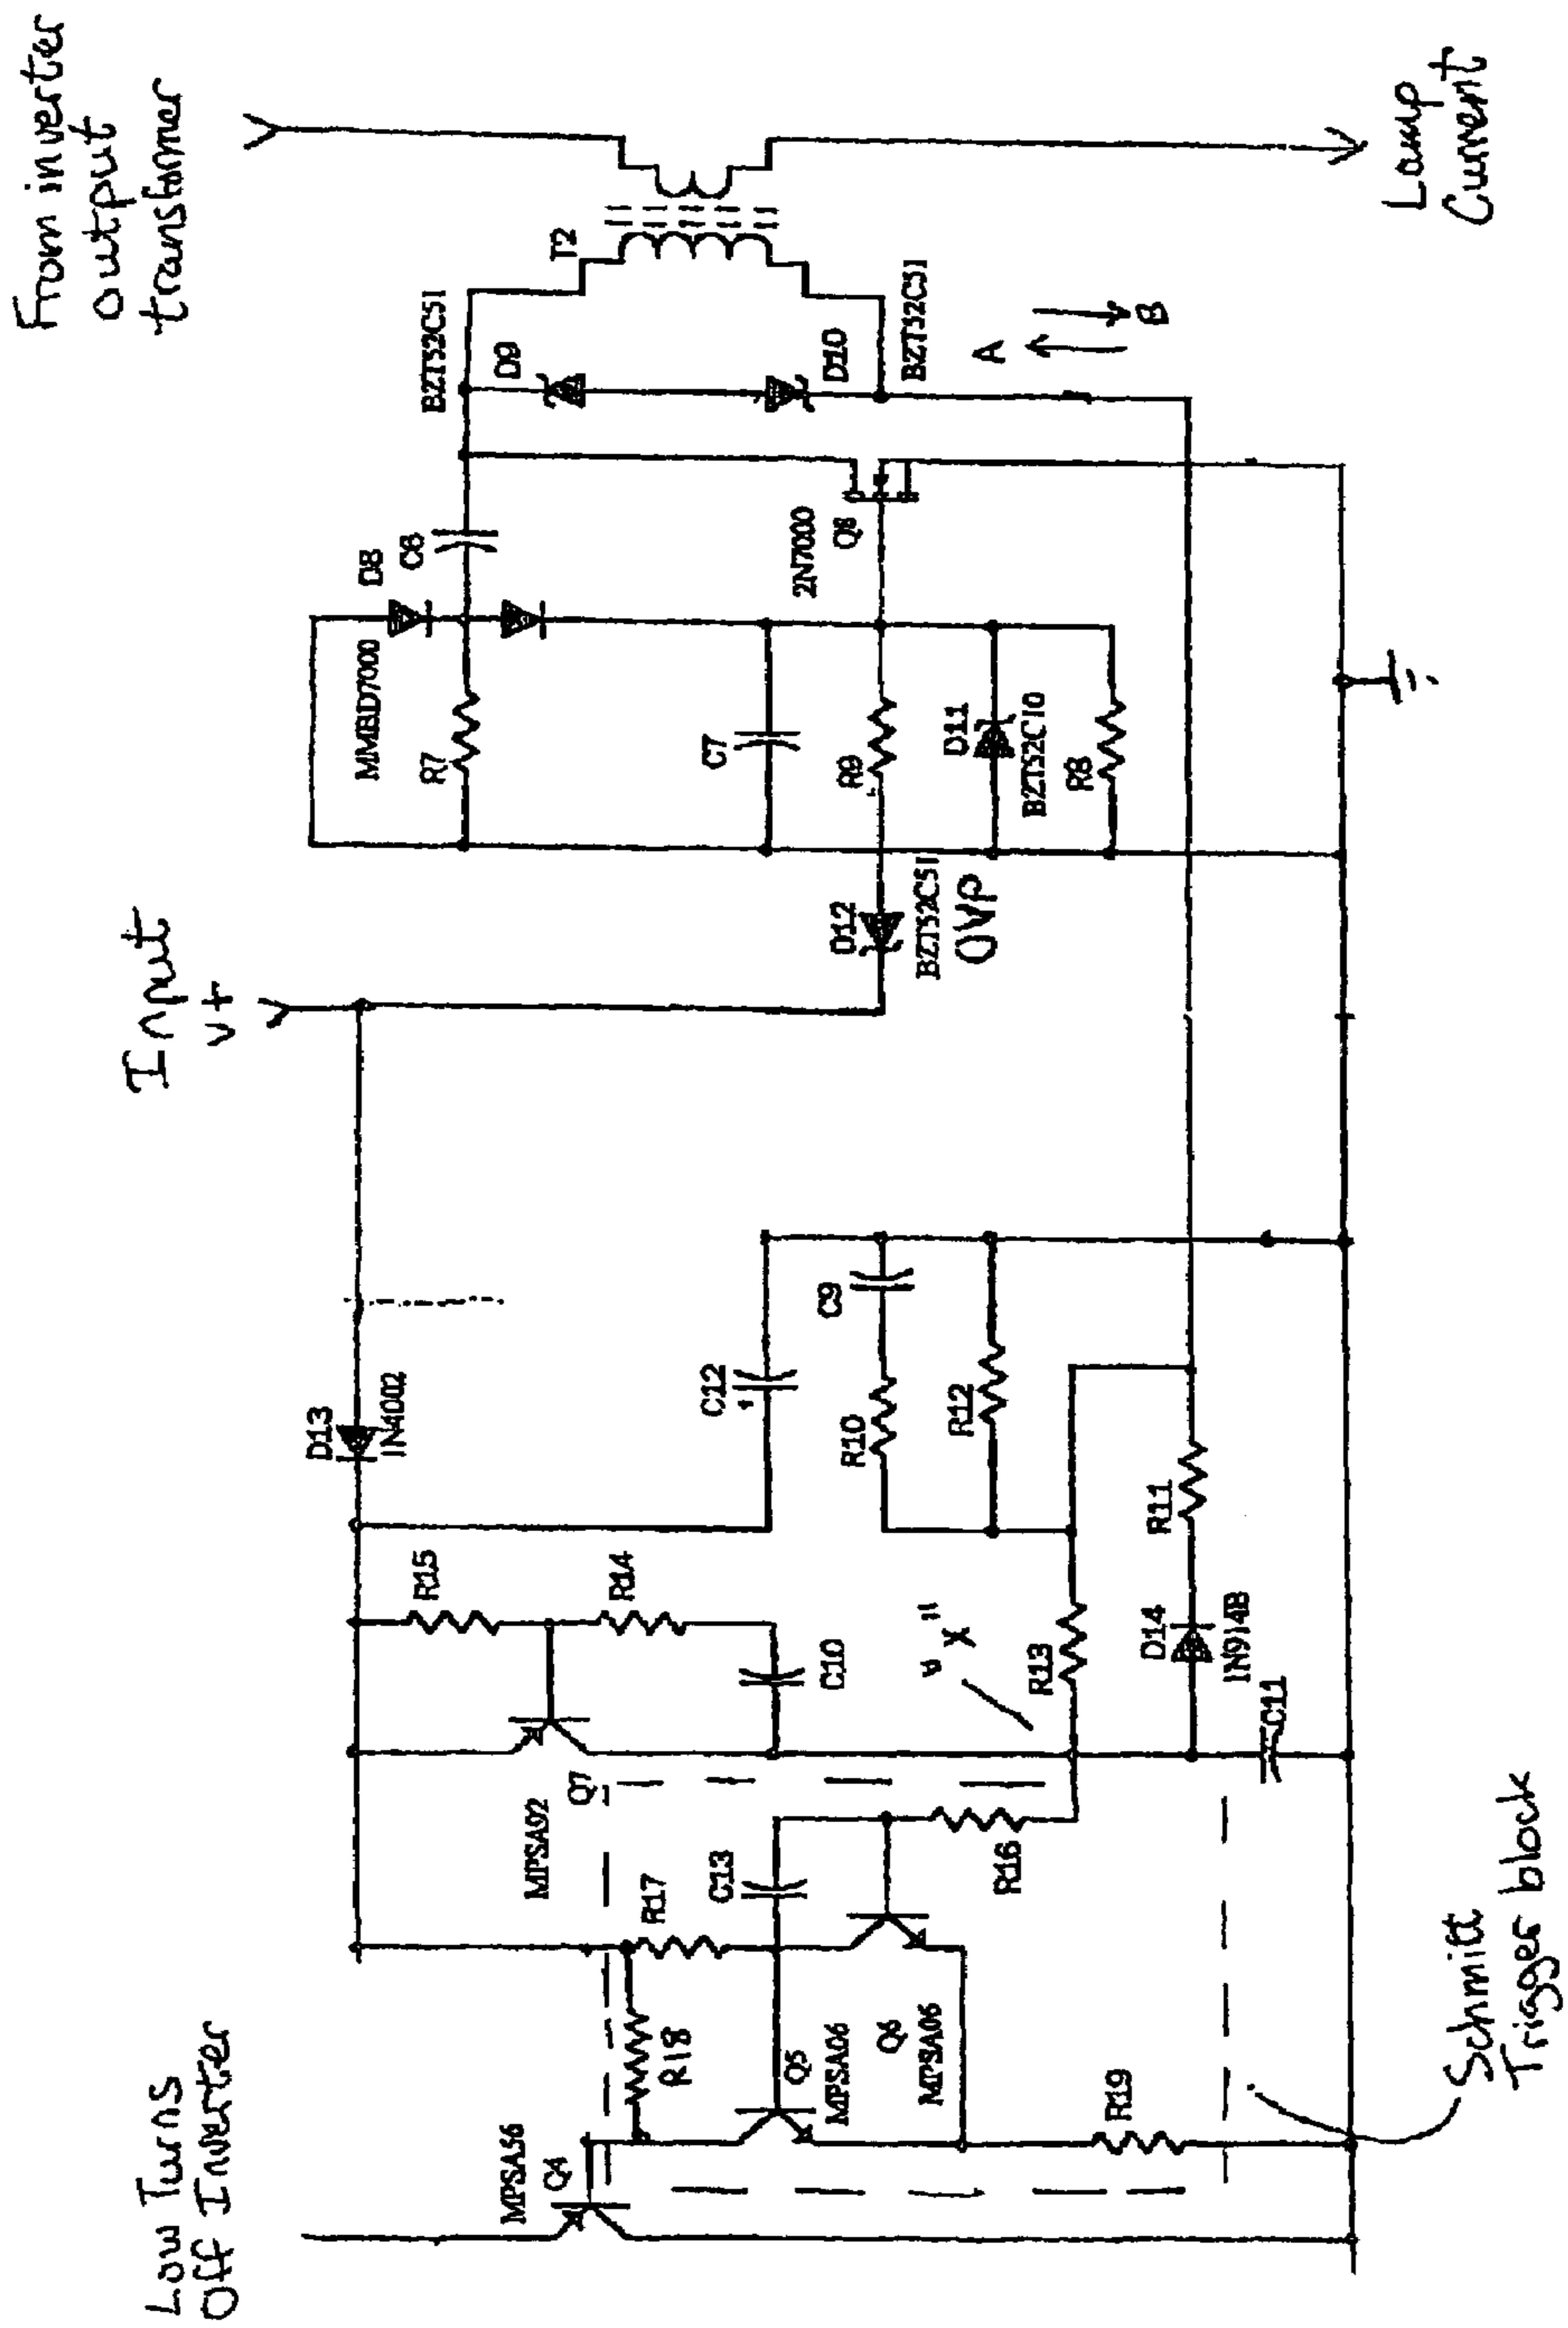 From inverter
output
transformer
T2
BZT52C51
D9
D10
BZT52C51
A
B
Lamp
Current
D8
C6
MMBD7000
R7
2N7000
Q8
C7
R9
D11
BZT52C10
R8
D12
BZT52C51
OVP
Input
V+
D13
1N4002
C12
+
C9
R10
R12
R11
R15
R14
C10
"X"
R13
D14
1N914B
C11
Q7
MPSA92
R17
C13
R16
R18
Q5
MPSA06
Q6
MPSA06
R19
MPSA56
Q4
Low Turns
Off Inverter
Schmitt
Trigger block